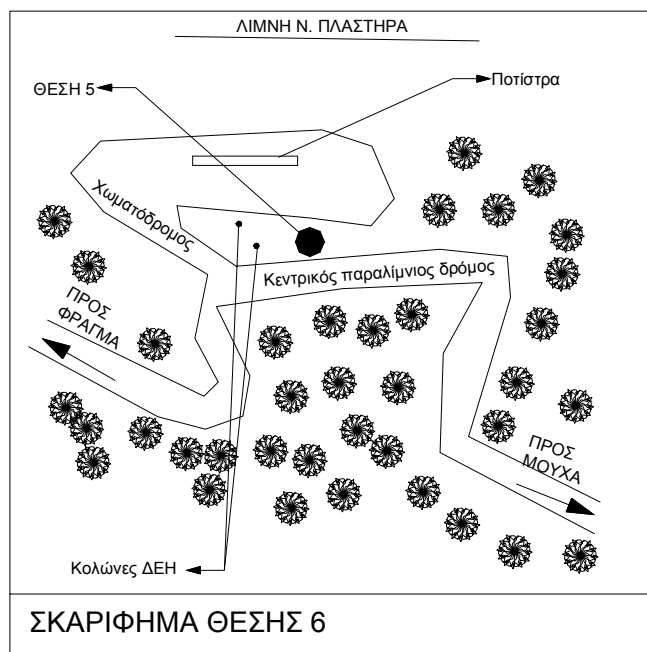 ΛΙΜΝΗ Ν. ΠΛΑΣΤΗΡΑ
ΘΕΣΗ 5
Ποτίστρα
Χωματόδρομος
Κεντρικός παραλίμνιος δρόμος
ΠΡΟΣ
ΦΡΑΓΜΑ
ΠΡΟΣ
ΜΟΥΧΑ
Κολώνες ΔΕΗ
ΣΚΑΡΙΦΗΜΑ ΘΕΣΗΣ 6